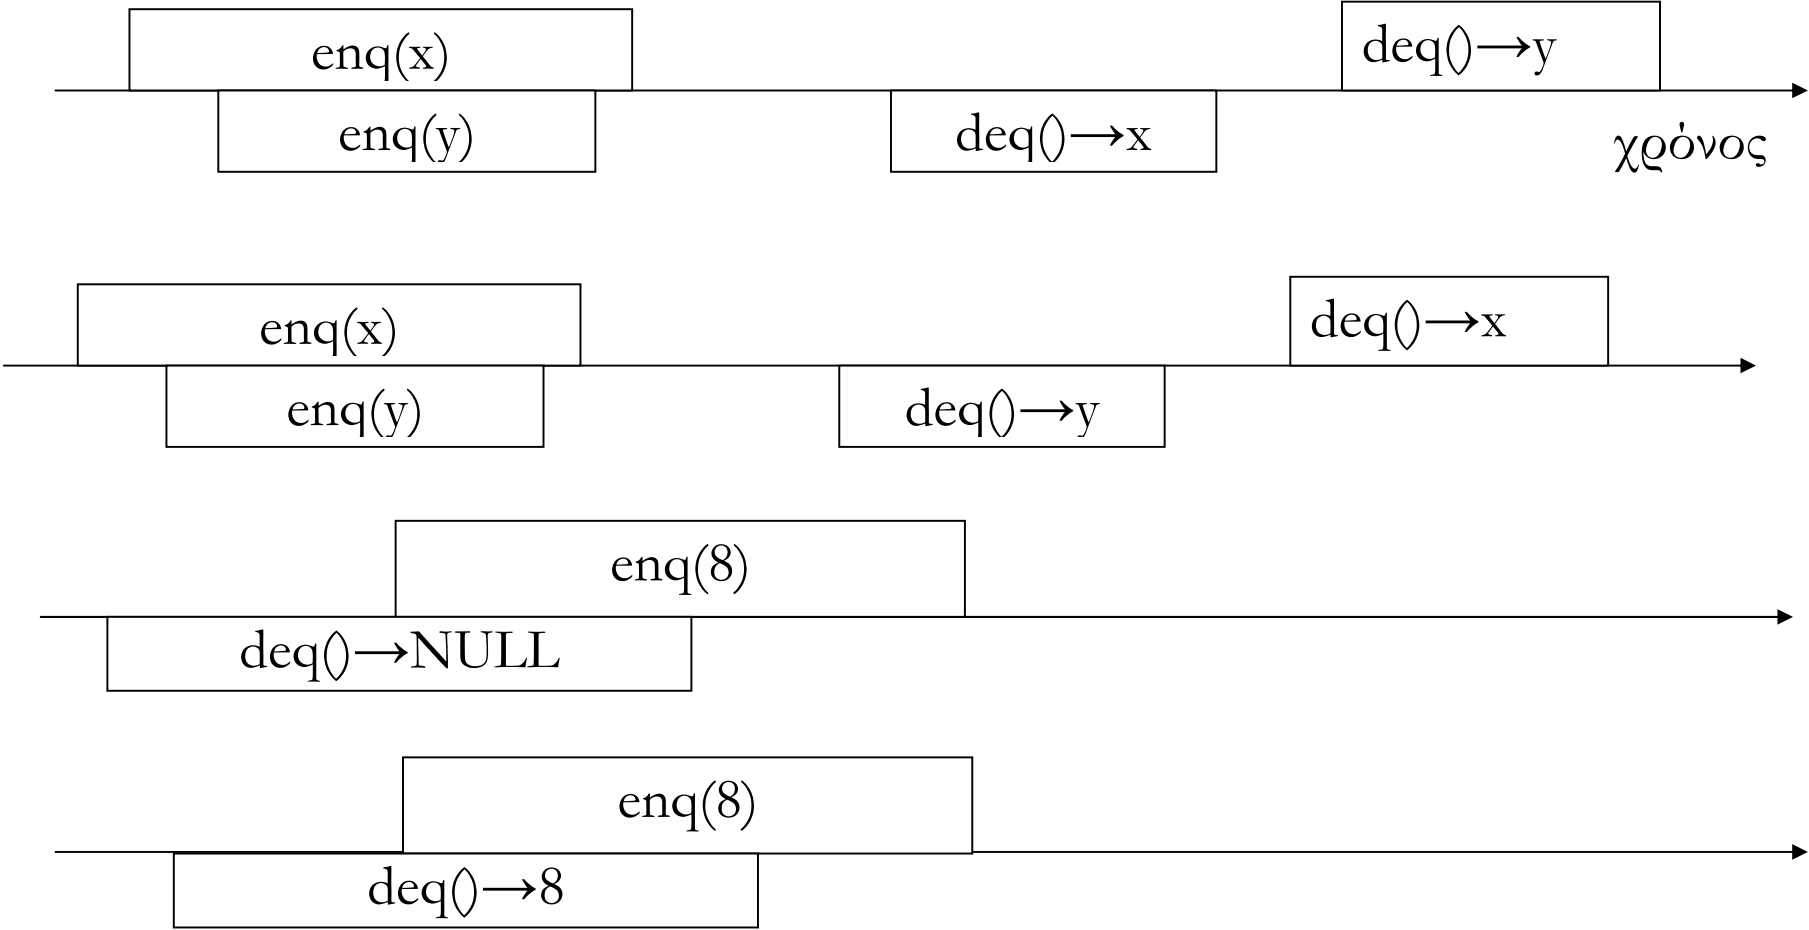 enq(x)
deq()→y
enq(y)
deq()→x
χρόνος
enq(x)
deq()→x
enq(y)
deq()→y
enq(8)
deq()→NULL
enq(8)
deq()→8